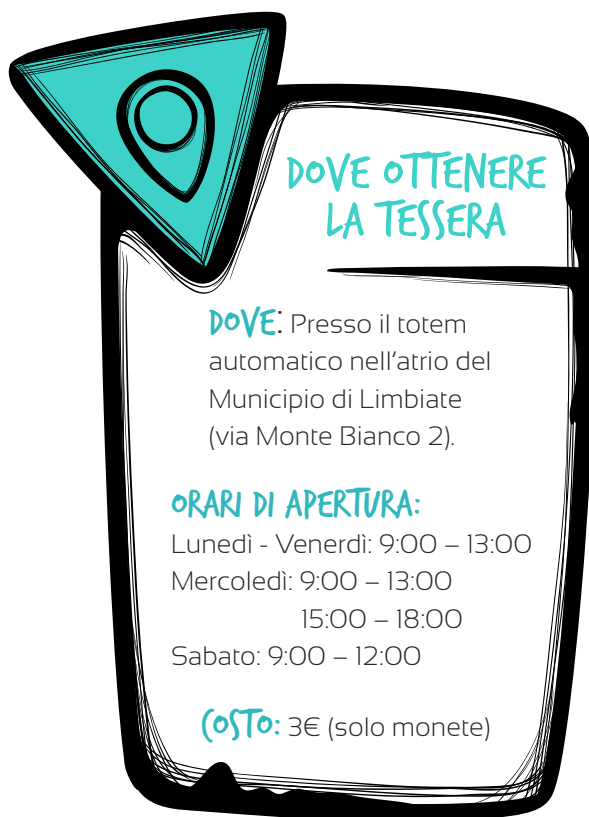 DOVE OTTENERE
LA TESSERA
DOVE: Presso il totem
automatico nell'atrio del
Municipio di Limbiate
(via Monte Bianco 2).
ORARI DI APERTURA:
Lunedì - Venerdì: 9:00 – 13:00
Mercoledì: 9:00 – 13:00
15:00 – 18:00
Sabato: 9:00 – 12:00
COSTO: 3€ (solo monete)